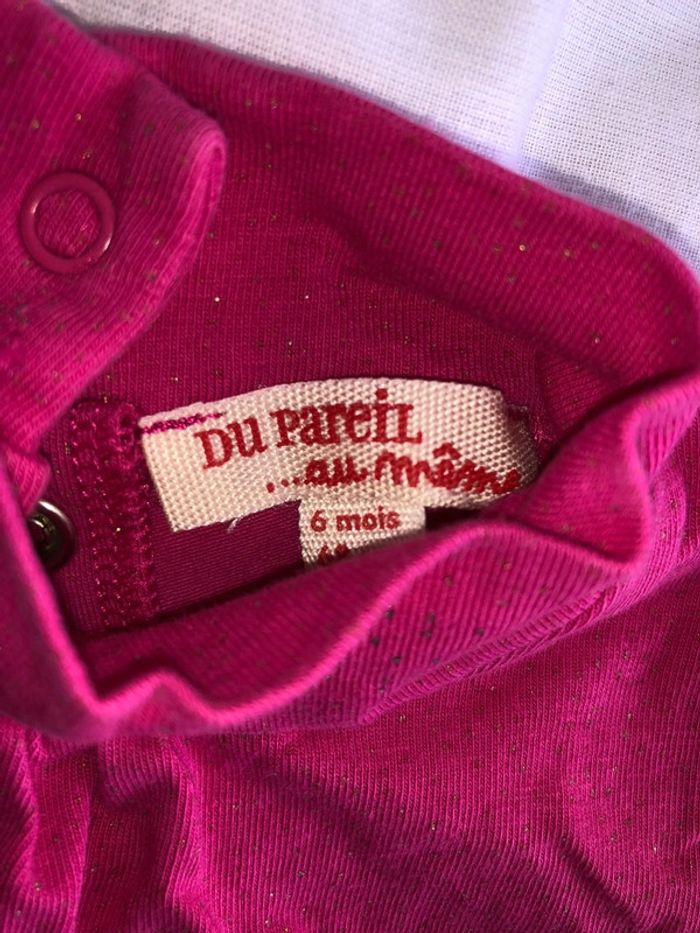 DU PAREIL
...au même
6 mois